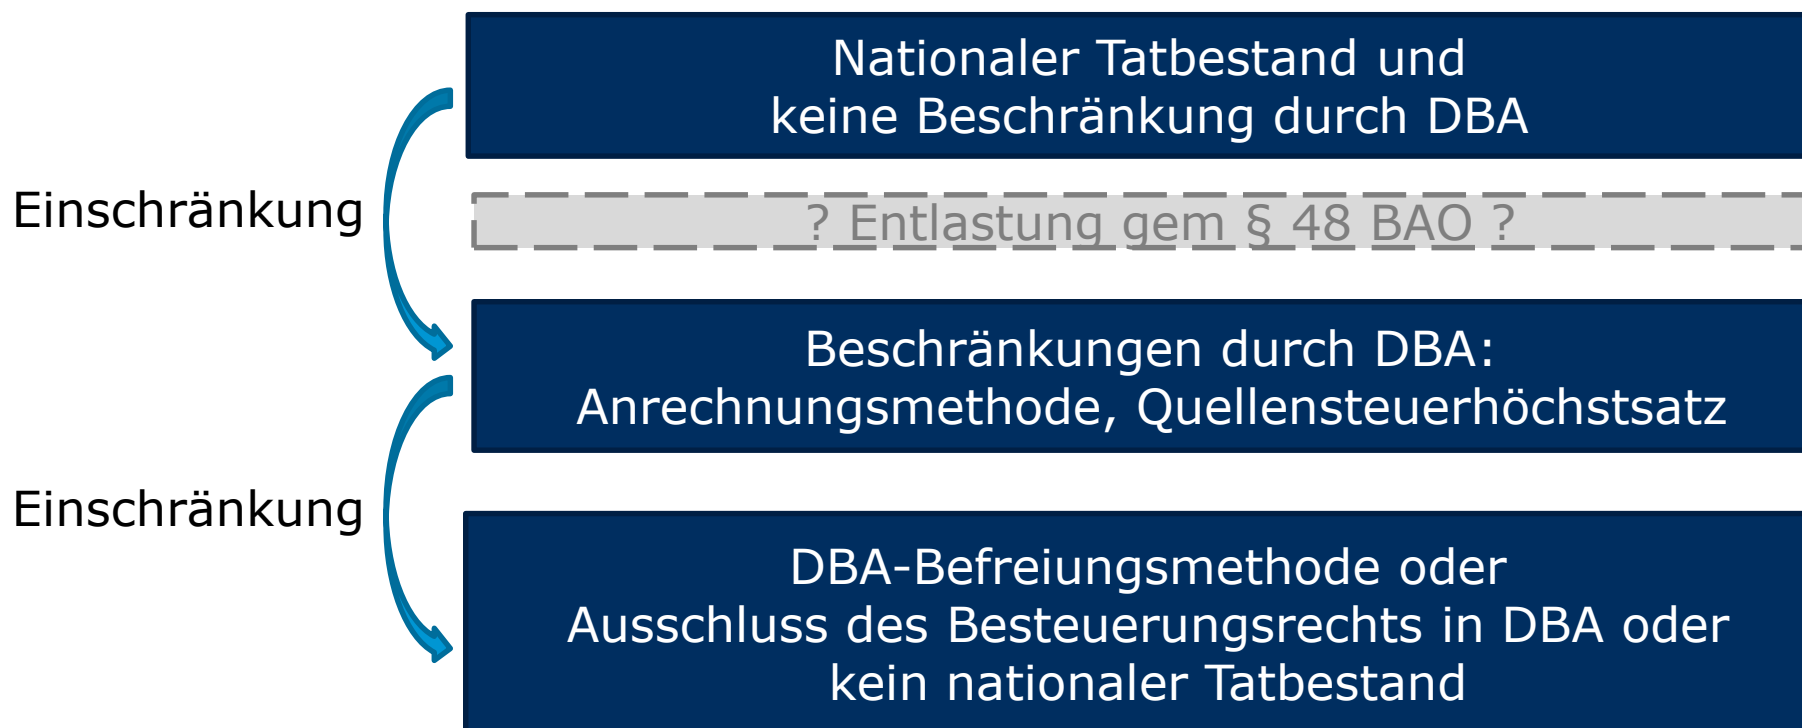 Nationaler Tatbestand und
keine Beschränkung durch DBA
Einschränkung
? Entlastung gem § 48 BAO ?
Beschränkungen durch DBA:
Anrechnungsmethode, Quellensteuerhöchstsatz
Einschränkung
DBA-Befreiungsmethode oder
Ausschluss des Besteuerungsrechts in DBA oder
kein nationaler Tatbestand